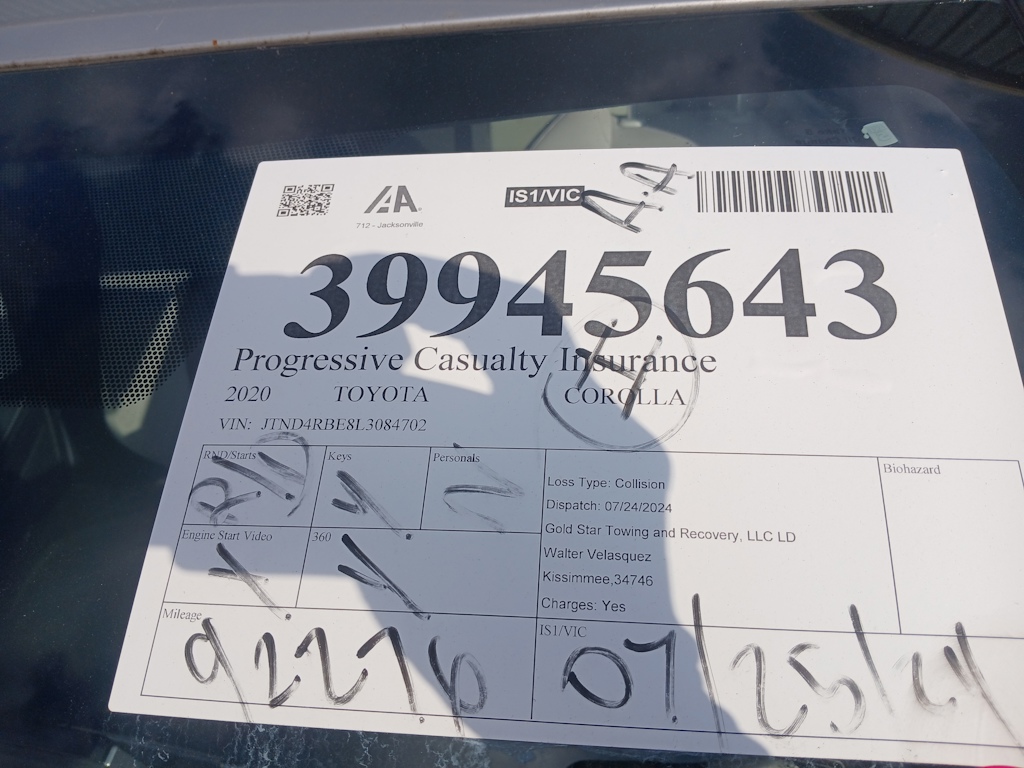 IAA
712 - Jacksonville
IS1/VIC
A.A
39945643
Progressive Casualty Insurance
H
2020 TOYOTA COROLLA
VIN: JTND4RBE8L3084702
RND/Starts
RND
Keys
Y
Personals
N
Engine Start Video
Y.
360
Y.
Loss Type: Collision
Dispatch: 07/24/2024
Gold Star Towing and Recovery, LLC LD
Walter Velasquez
Kissimmee,34746
Charges: Yes
Biohazard
Mileage
92276
IS1/VIC
07/25/24